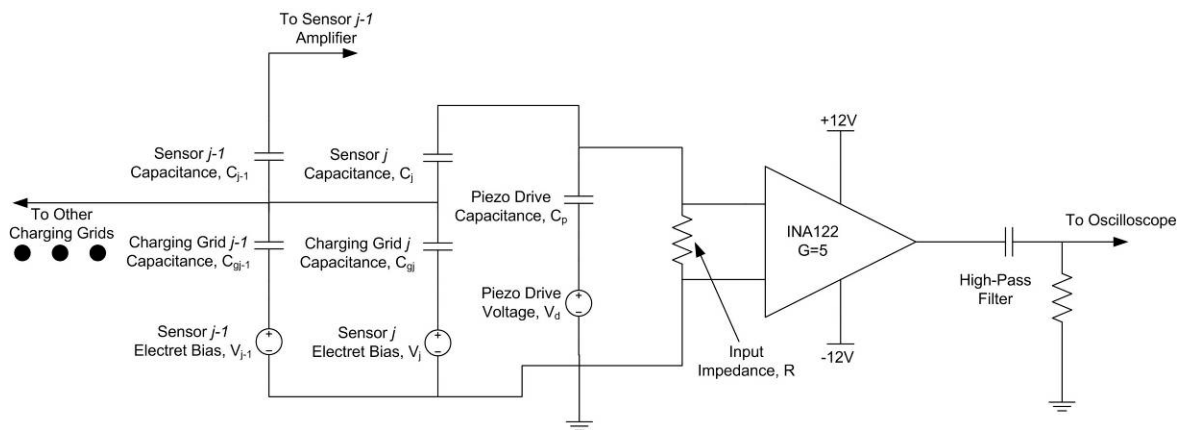 To Sensor j-1
Amplifier
+12V
Sensor j-1
Capacitance, Cj-1
Sensor j
Capacitance, Cj
Piezo Drive
Capacitance, Cp
To Other
Charging Grids
Charging Grid j-1
Capacitance, Cgj-1
Charging Grid j
Capacitance, Cgj
INA122
G=5
To Oscilloscope
High-Pass
Filter
Piezo Drive
Voltage, Vd
Sensor j-1
Electret Bias, Vj-1
Sensor j
Electret Bias, Vj
Input
Impedance, R
-12V